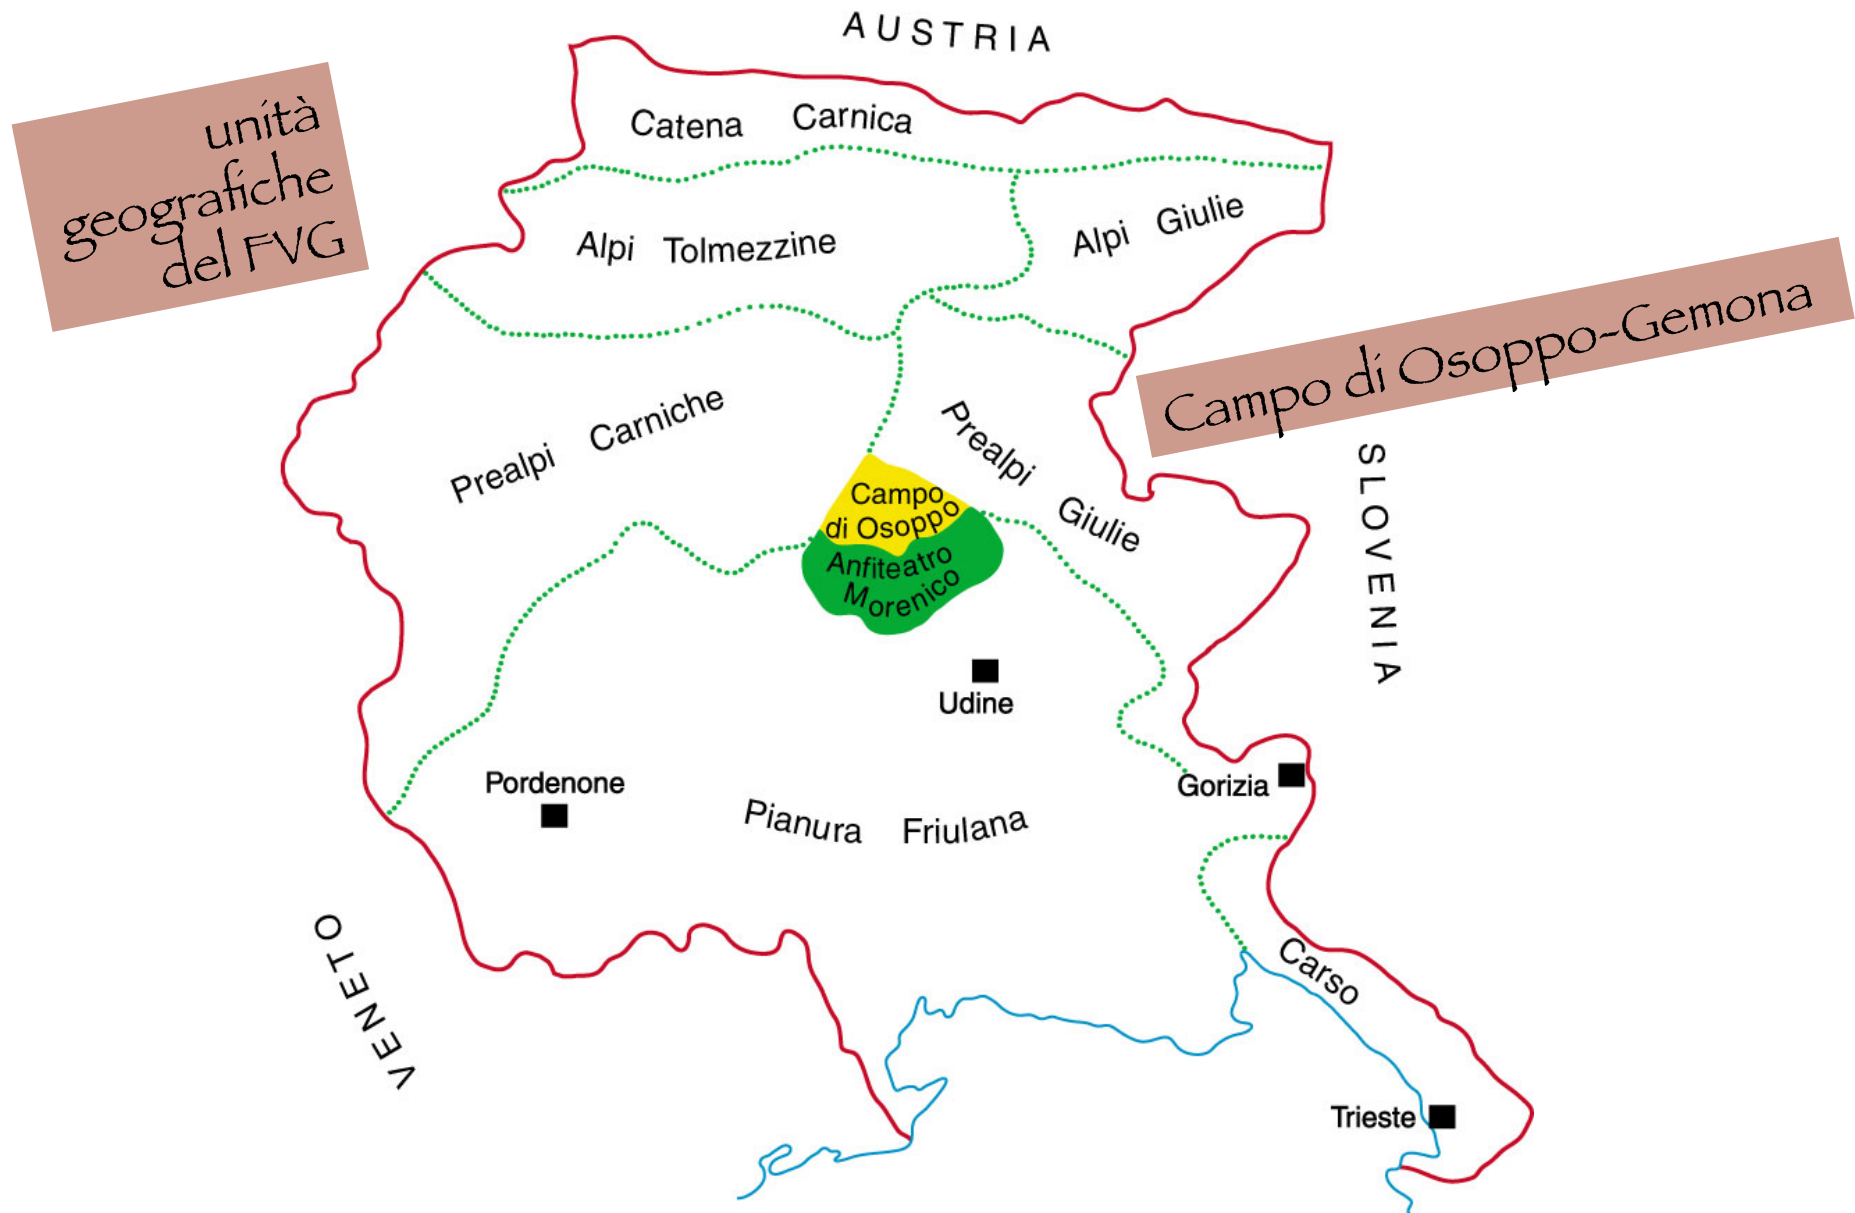 AUSTRIA
unità
geografiche
del FVG
Catena Carnica
Alpi Tolmezzine
Alpi Giulie
Campo di Osoppo-Gemona
Prealpi Carniche
Prealpi Giulie
SLOVENIA
Campo
di Osoppo
Anfiteatro
Morenico
Udine
Pordenone
Gorizia
Pianura Friulana
VENETO
Carso
Trieste